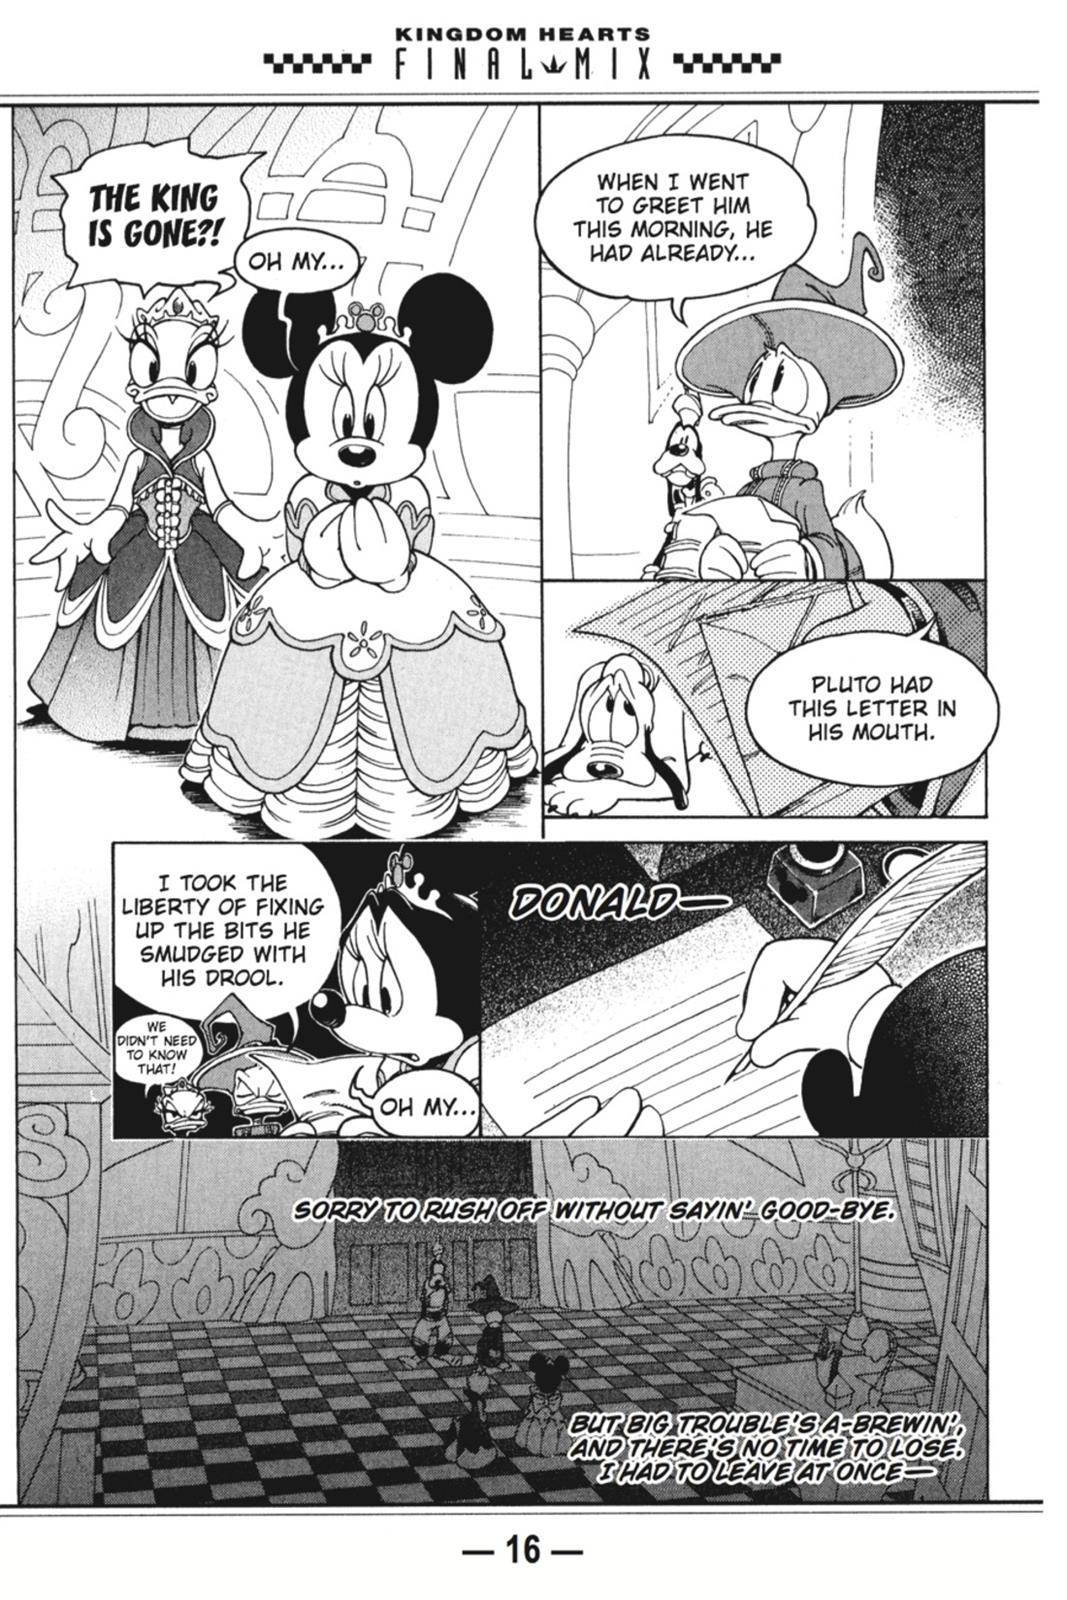 KINGDOM HEARTS
FINAL MIX
THE KING
IS GONE?!
OH MY...
WHEN I WENT
TO GREET HIM
THIS MORNING, HE
HAD ALREADY...
PLUTO HAD
THIS LETTER IN
HIS MOUTH.
I TOOK THE
LIBERTY OF FIXING
UP THE BITS HE
SMUDGED WITH
HIS DROOL.
WE
DIDN'T NEED
TO KNOW
THAT!
OH MY...
DONALD—
SORRY TO RUSH OFF WITHOUT SAYIN' GOOD-BYE.
BUT BIG TROUBLE'S A-BREWIN',
AND THERE'S NO TIME TO LOSE.
I HAD TO LEAVE AT ONCE—
— 16 —